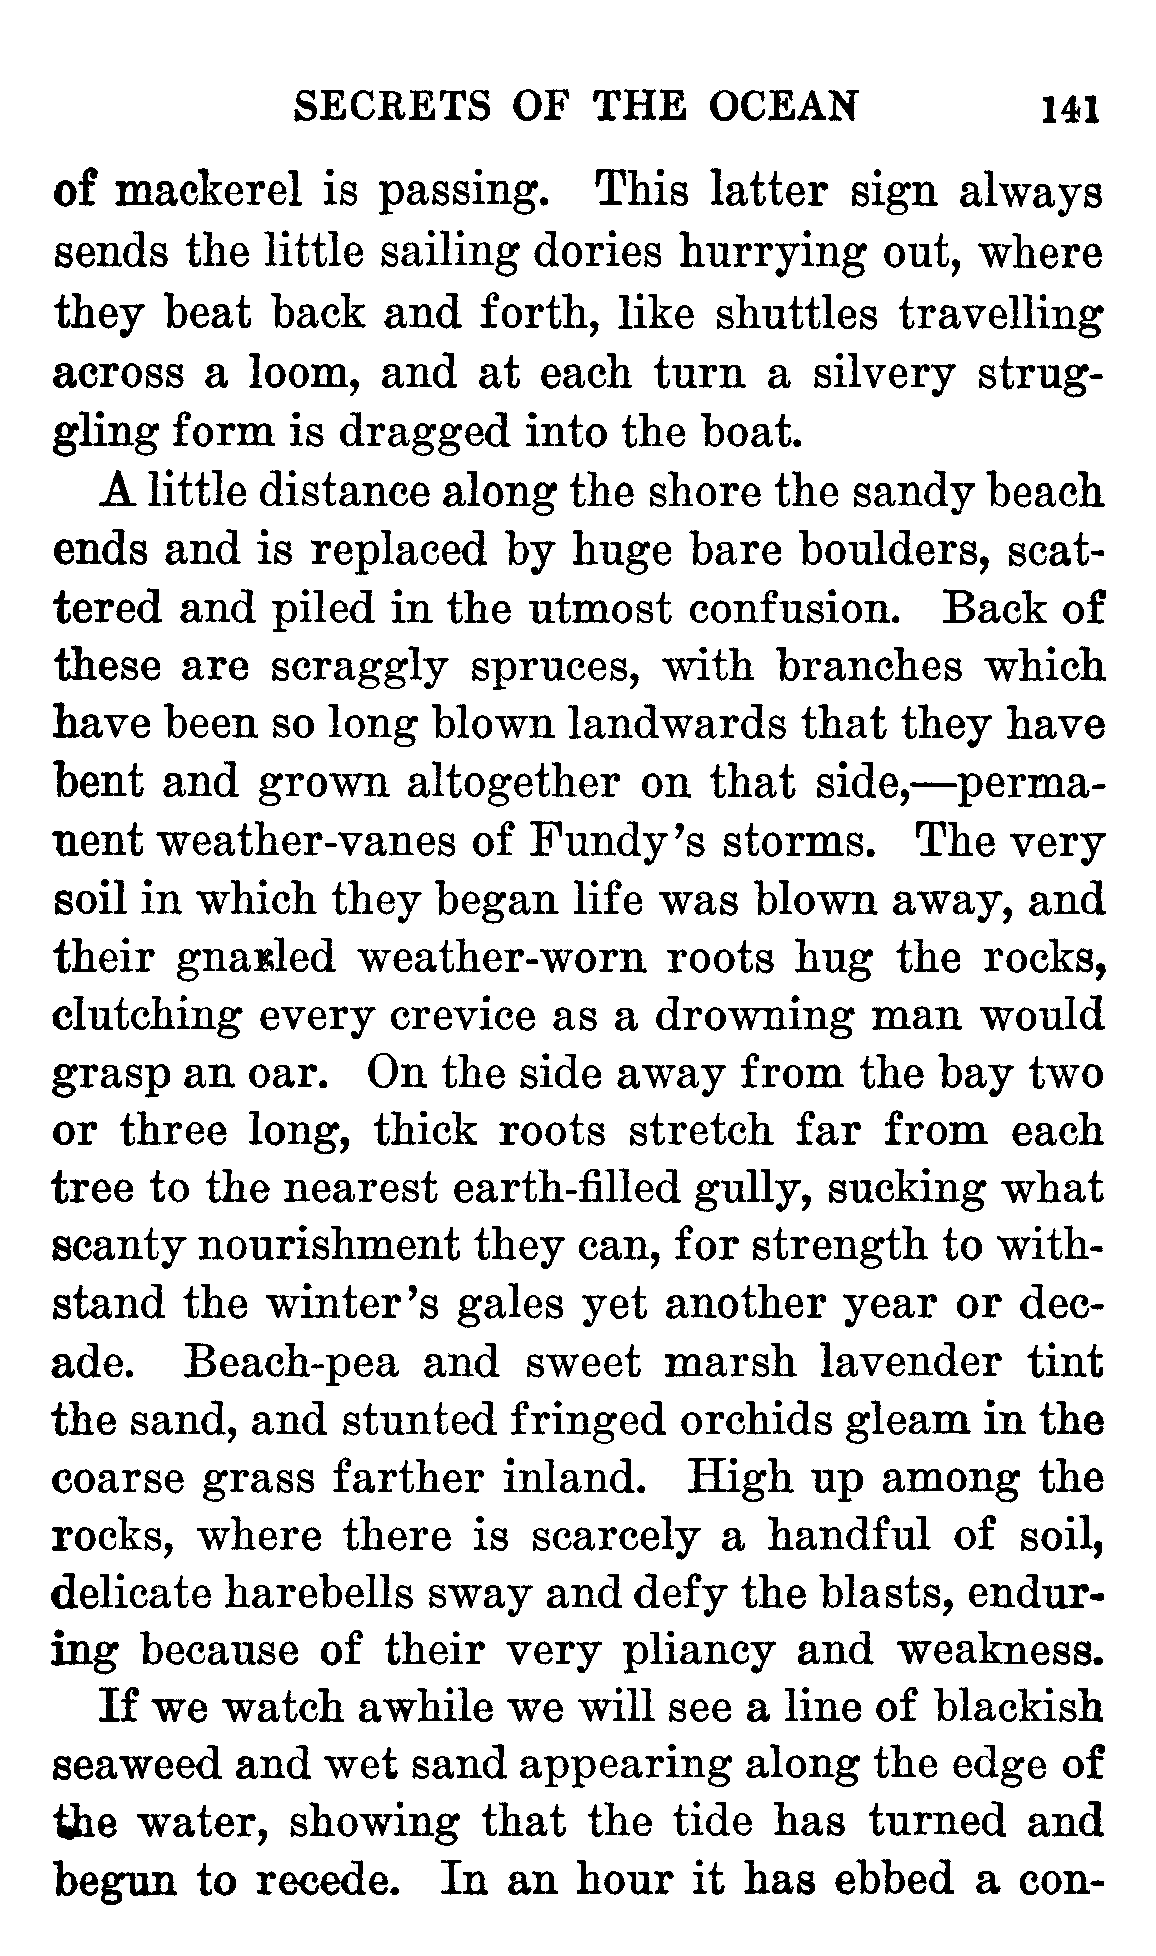 SECRETS OF THE OCEAN 141
of mackerel is passing. This latter sign always
sends the little sailing dories hurrying out, where
they beat back and forth, like shuttles travelling
across a loom, and at each turn a silvery strug-
gling form is dragged into the boat.
A little distance along the shore the sandy beach
ends and is replaced by huge bare boulders, scat-
tered and piled in the utmost confusion. Back of
these are scraggly spruces, with branches which
have been so long blown landwards that they have
bent and grown altogether on that side,—perma-
nent weather-vanes of Fundy's storms. The very
soil in which they began life was blown away, and
their gnarled weather-worn roots hug the rocks,
clutching every crevice as a drowning man would
grasp an oar. On the side away from the bay two
or three long, thick roots stretch far from each
tree to the nearest earth-filled gully, sucking what
scanty nourishment they can, for strength to with-
stand the winter's gales yet another year or dec-
ade. Beach-pea and sweet marsh lavender tint
the sand, and stunted fringed orchids gleam in the
coarse grass farther inland. High up among the
rocks, where there is scarcely a handful of soil,
delicate harebells sway and defy the blasts, endur-
ing because of their very pliancy and weakness.
If we watch awhile we will see a line of blackish
seaweed and wet sand appearing along the edge of
the water, showing that the tide has turned and
begun to recede. In an hour it has ebbed a con-